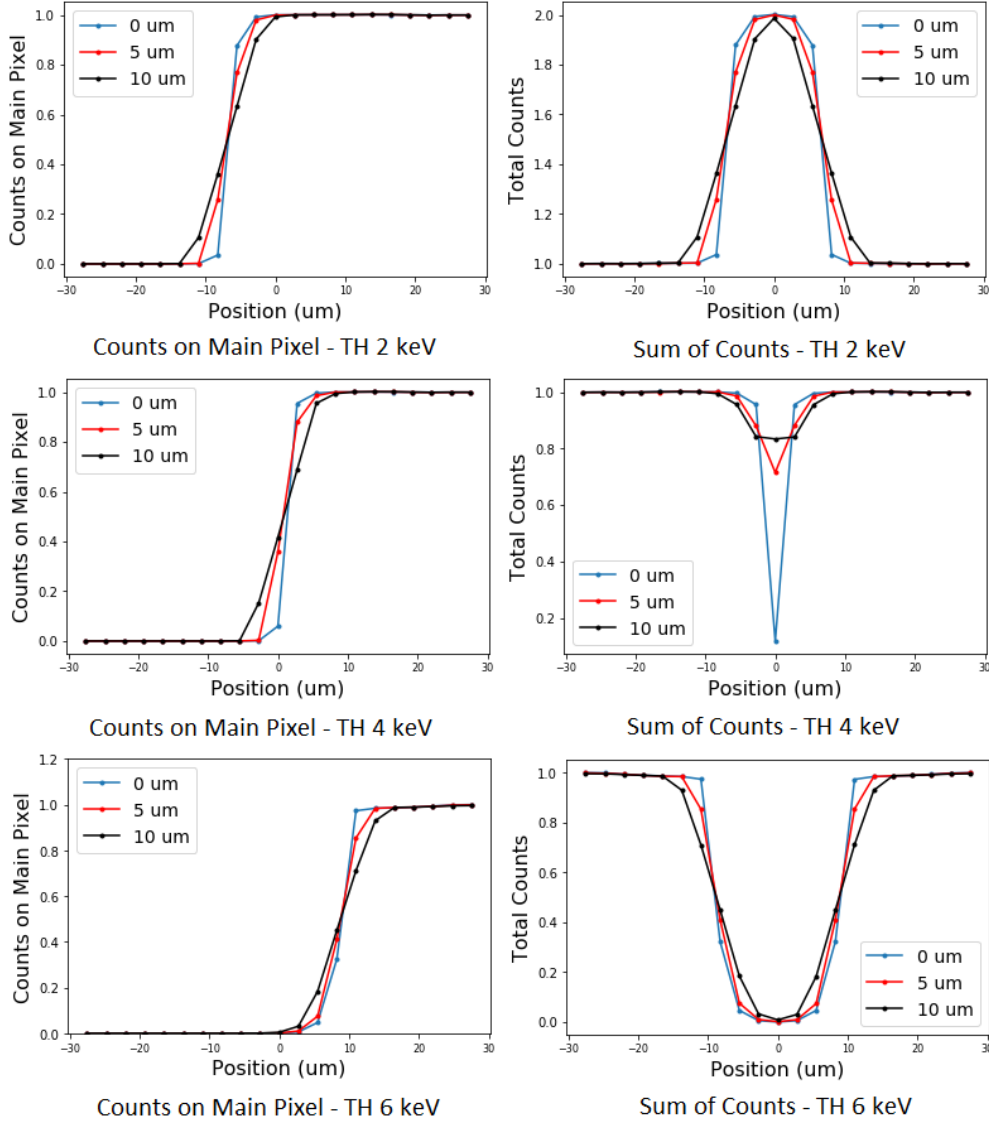 Counts on Main Pixel
1.0
0.8
0.6
0.4
0.2
0.0
0 um
5 um
10 um
−30 −20 −10 0 10 20 30
Position (um)
Counts on Main Pixel - TH 2 keV
Total Counts
2.0
1.8
1.6
1.4
1.2
1.0
0 um
5 um
10 um
−30 −20 −10 0 10 20 30
Position (um)
Sum of Counts - TH 2 keV
Counts on Main Pixel
1.0
0.8
0.6
0.4
0.2
0.0
0 um
5 um
10 um
−30 −20 −10 0 10 20 30
Position (um)
Counts on Main Pixel - TH 4 keV
Total Counts
1.0
0.8
0.6
0.4
0.2
0 um
5 um
10 um
−30 −20 −10 0 10 20 30
Position (um)
Sum of Counts - TH 4 keV
Counts on Main Pixel
1.2
1.0
0.8
0.6
0.4
0.2
0.0
0 um
5 um
10 um
−30 −20 −10 0 10 20 30
Position (um)
Counts on Main Pixel - TH 6 keV
Total Counts
1.0
0.8
0.6
0.4
0.2
0.0
0 um
5 um
10 um
−30 −20 −10 0 10 20 30
Position (um)
Sum of Counts - TH 6 keV